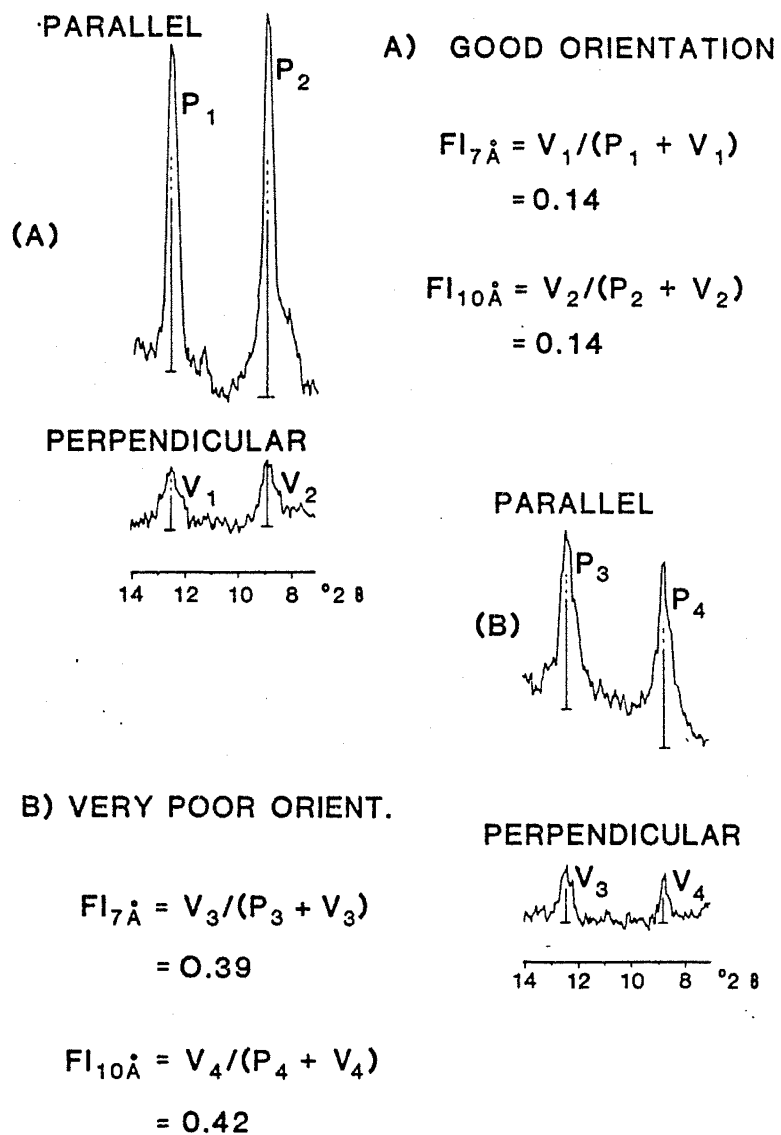 PARALLEL
P1
P2
(A)
PERPENDICULAR
V1
V2
14 12 10 8 °2 θ
A) GOOD ORIENTATION
FI7Å = V1/(P1 + V1)
= 0.14
FI10Å = V2/(P2 + V2)
= 0.14
PARALLEL
P3
P4
(B)
PERPENDICULAR
V3
V4
14 12 10 8 °2 θ
B) VERY POOR ORIENT.
FI7Å = V3/(P3 + V3)
= 0.39
FI10Å = V4/(P4 + V4)
= 0.42